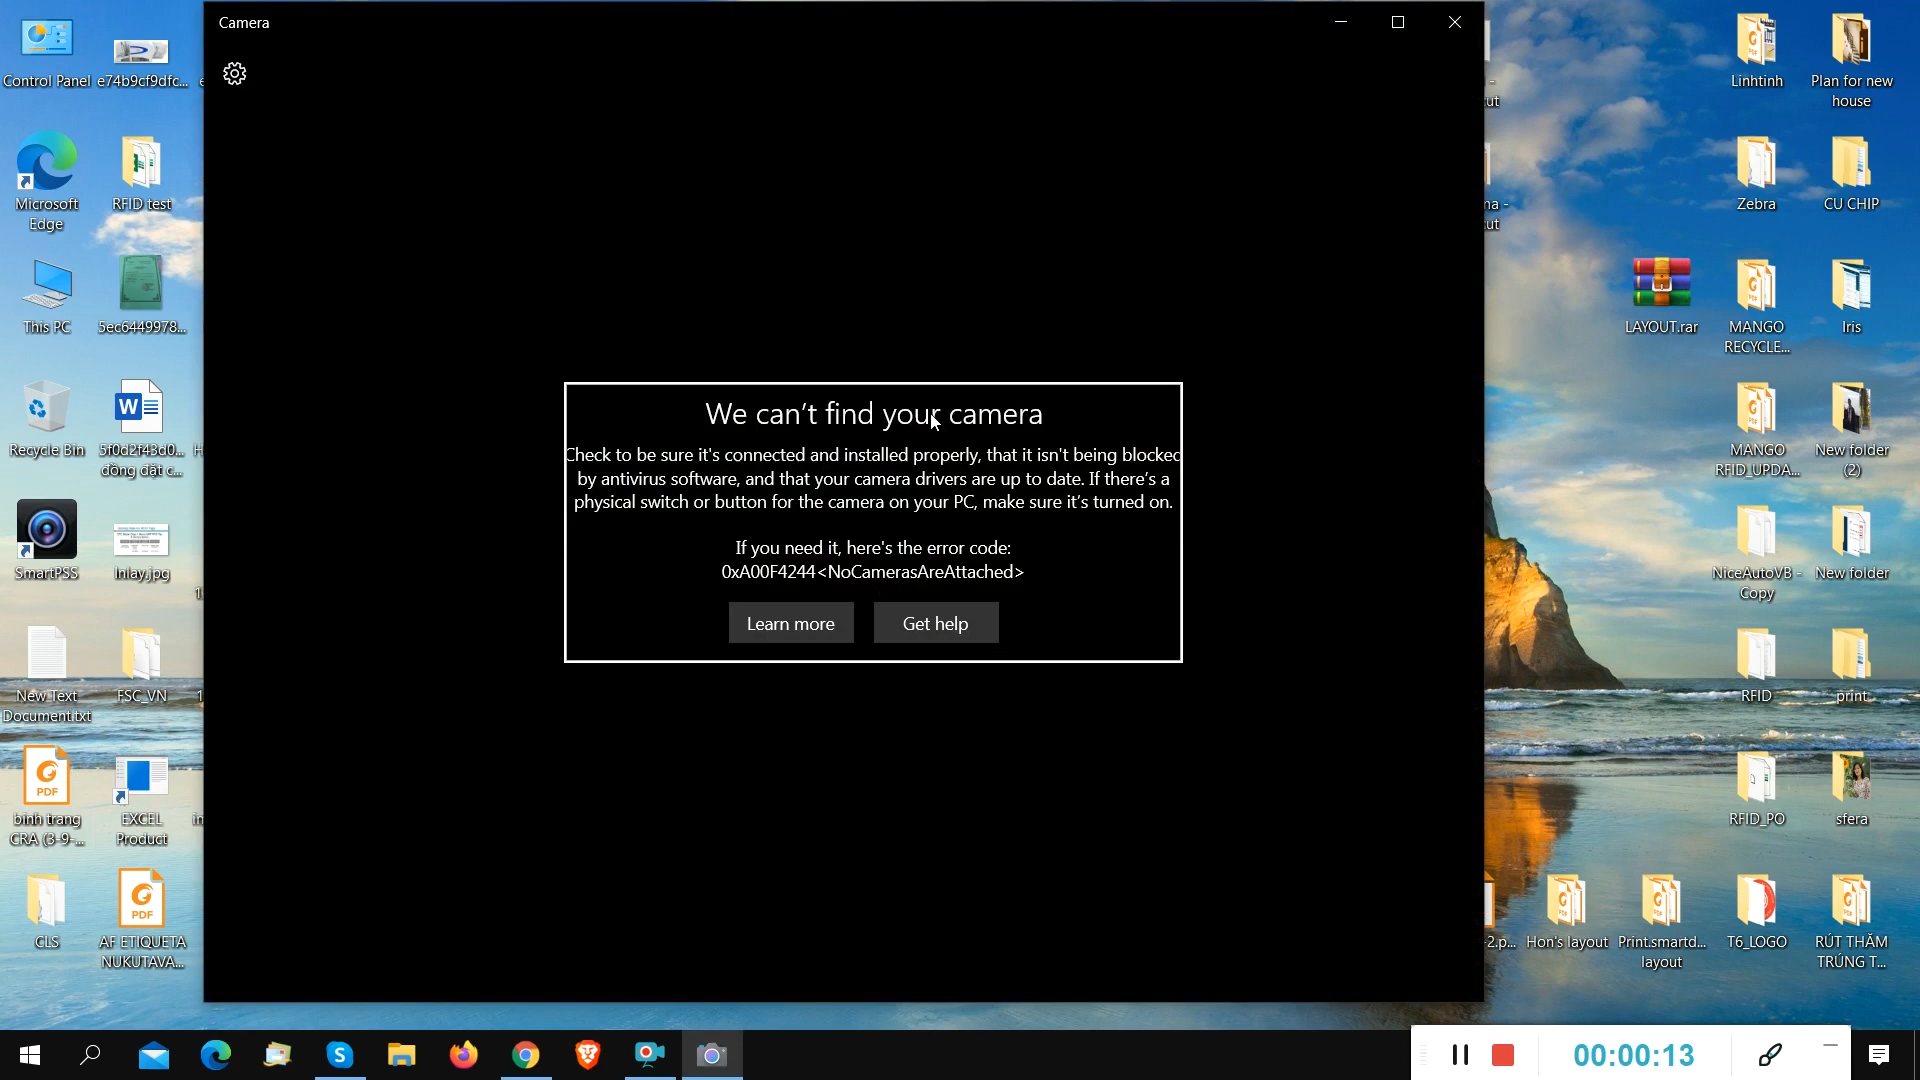 Camera
Control Panel
e74b9cf9dfc...
Microsoft
Edge
RFID test
This PC
5ec6449978...
Recycle Bin
5f0d2f43d0...
đồng đặt c...
SmartPSS
Inlay.jpg
New Text
Document.txt
FSC_VN
binh trang
CRA (3-9-...
EXCEL
Product
CLS
AF ETIQUETA
NUKUTAVA...
We can't find your camera
Check to be sure it's connected and installed properly, that it isn't being blocked
by antivirus software, and that your camera drivers are up to date. If there's a
physical switch or button for the camera on your PC, make sure it's turned on.
If you need it, here's the error code:
0xA00F4244<NoCamerasAreAttached>
Learn more
Get help
Linhtinh
Plan for new
house
Zebra
CU CHIP
LAYOUT.rar
MANGO
RECYCLE...
Iris
MANGO
RFID_UPDA...
New folder
(2)
NiceAutoVB -
Copy
New folder
RFID
print
RFID_PO
sfera
-2.p...
Hon's layout
Print.smartd...
layout
T6_LOGO
RÚT THĂM
TRÚNG T...
00:00:13